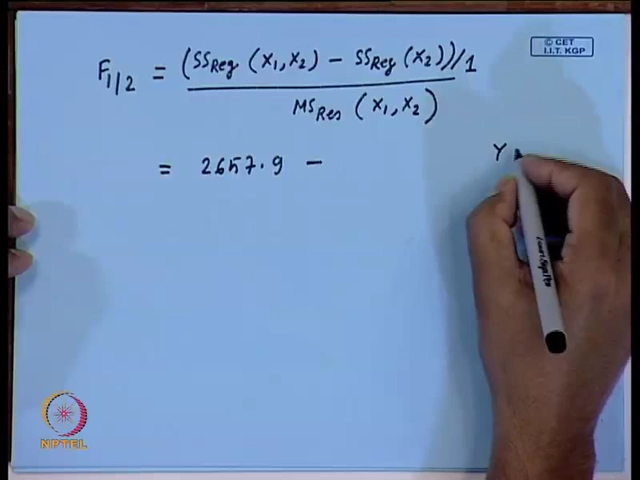 © CET
I.I.T. KGP
F1/2 = (SSReg (X1, X2) - SSReg (X2))/1
MSRes (X1, X2)
= 2657.9 -
Y
NPTEL